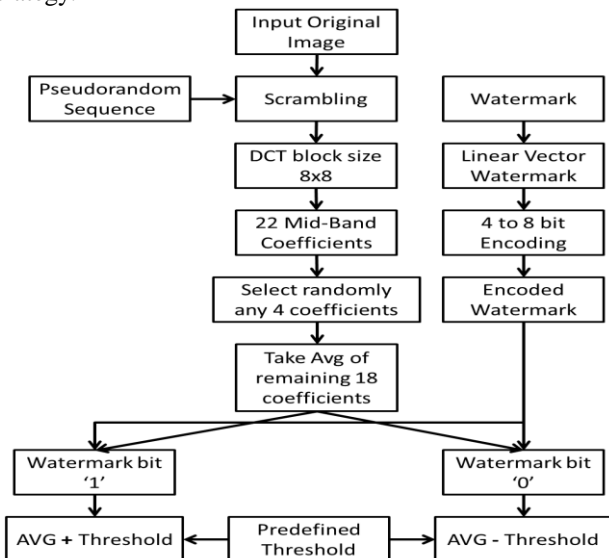 Input Original
Image
Pseudorandom
Sequence
Scrambling
Watermark
DCT block size
8x8
Linear Vector
Watermark
22 Mid-Band
Coefficients
4 to 8 bit
Encoding
Select randomly
any 4 coefficients
Encoded
Watermark
Take Avg of
remaining 18
coefficients
Watermark bit
‘1’
Watermark bit
‘0’
AVG + Threshold
Predefined
Threshold
AVG - Threshold